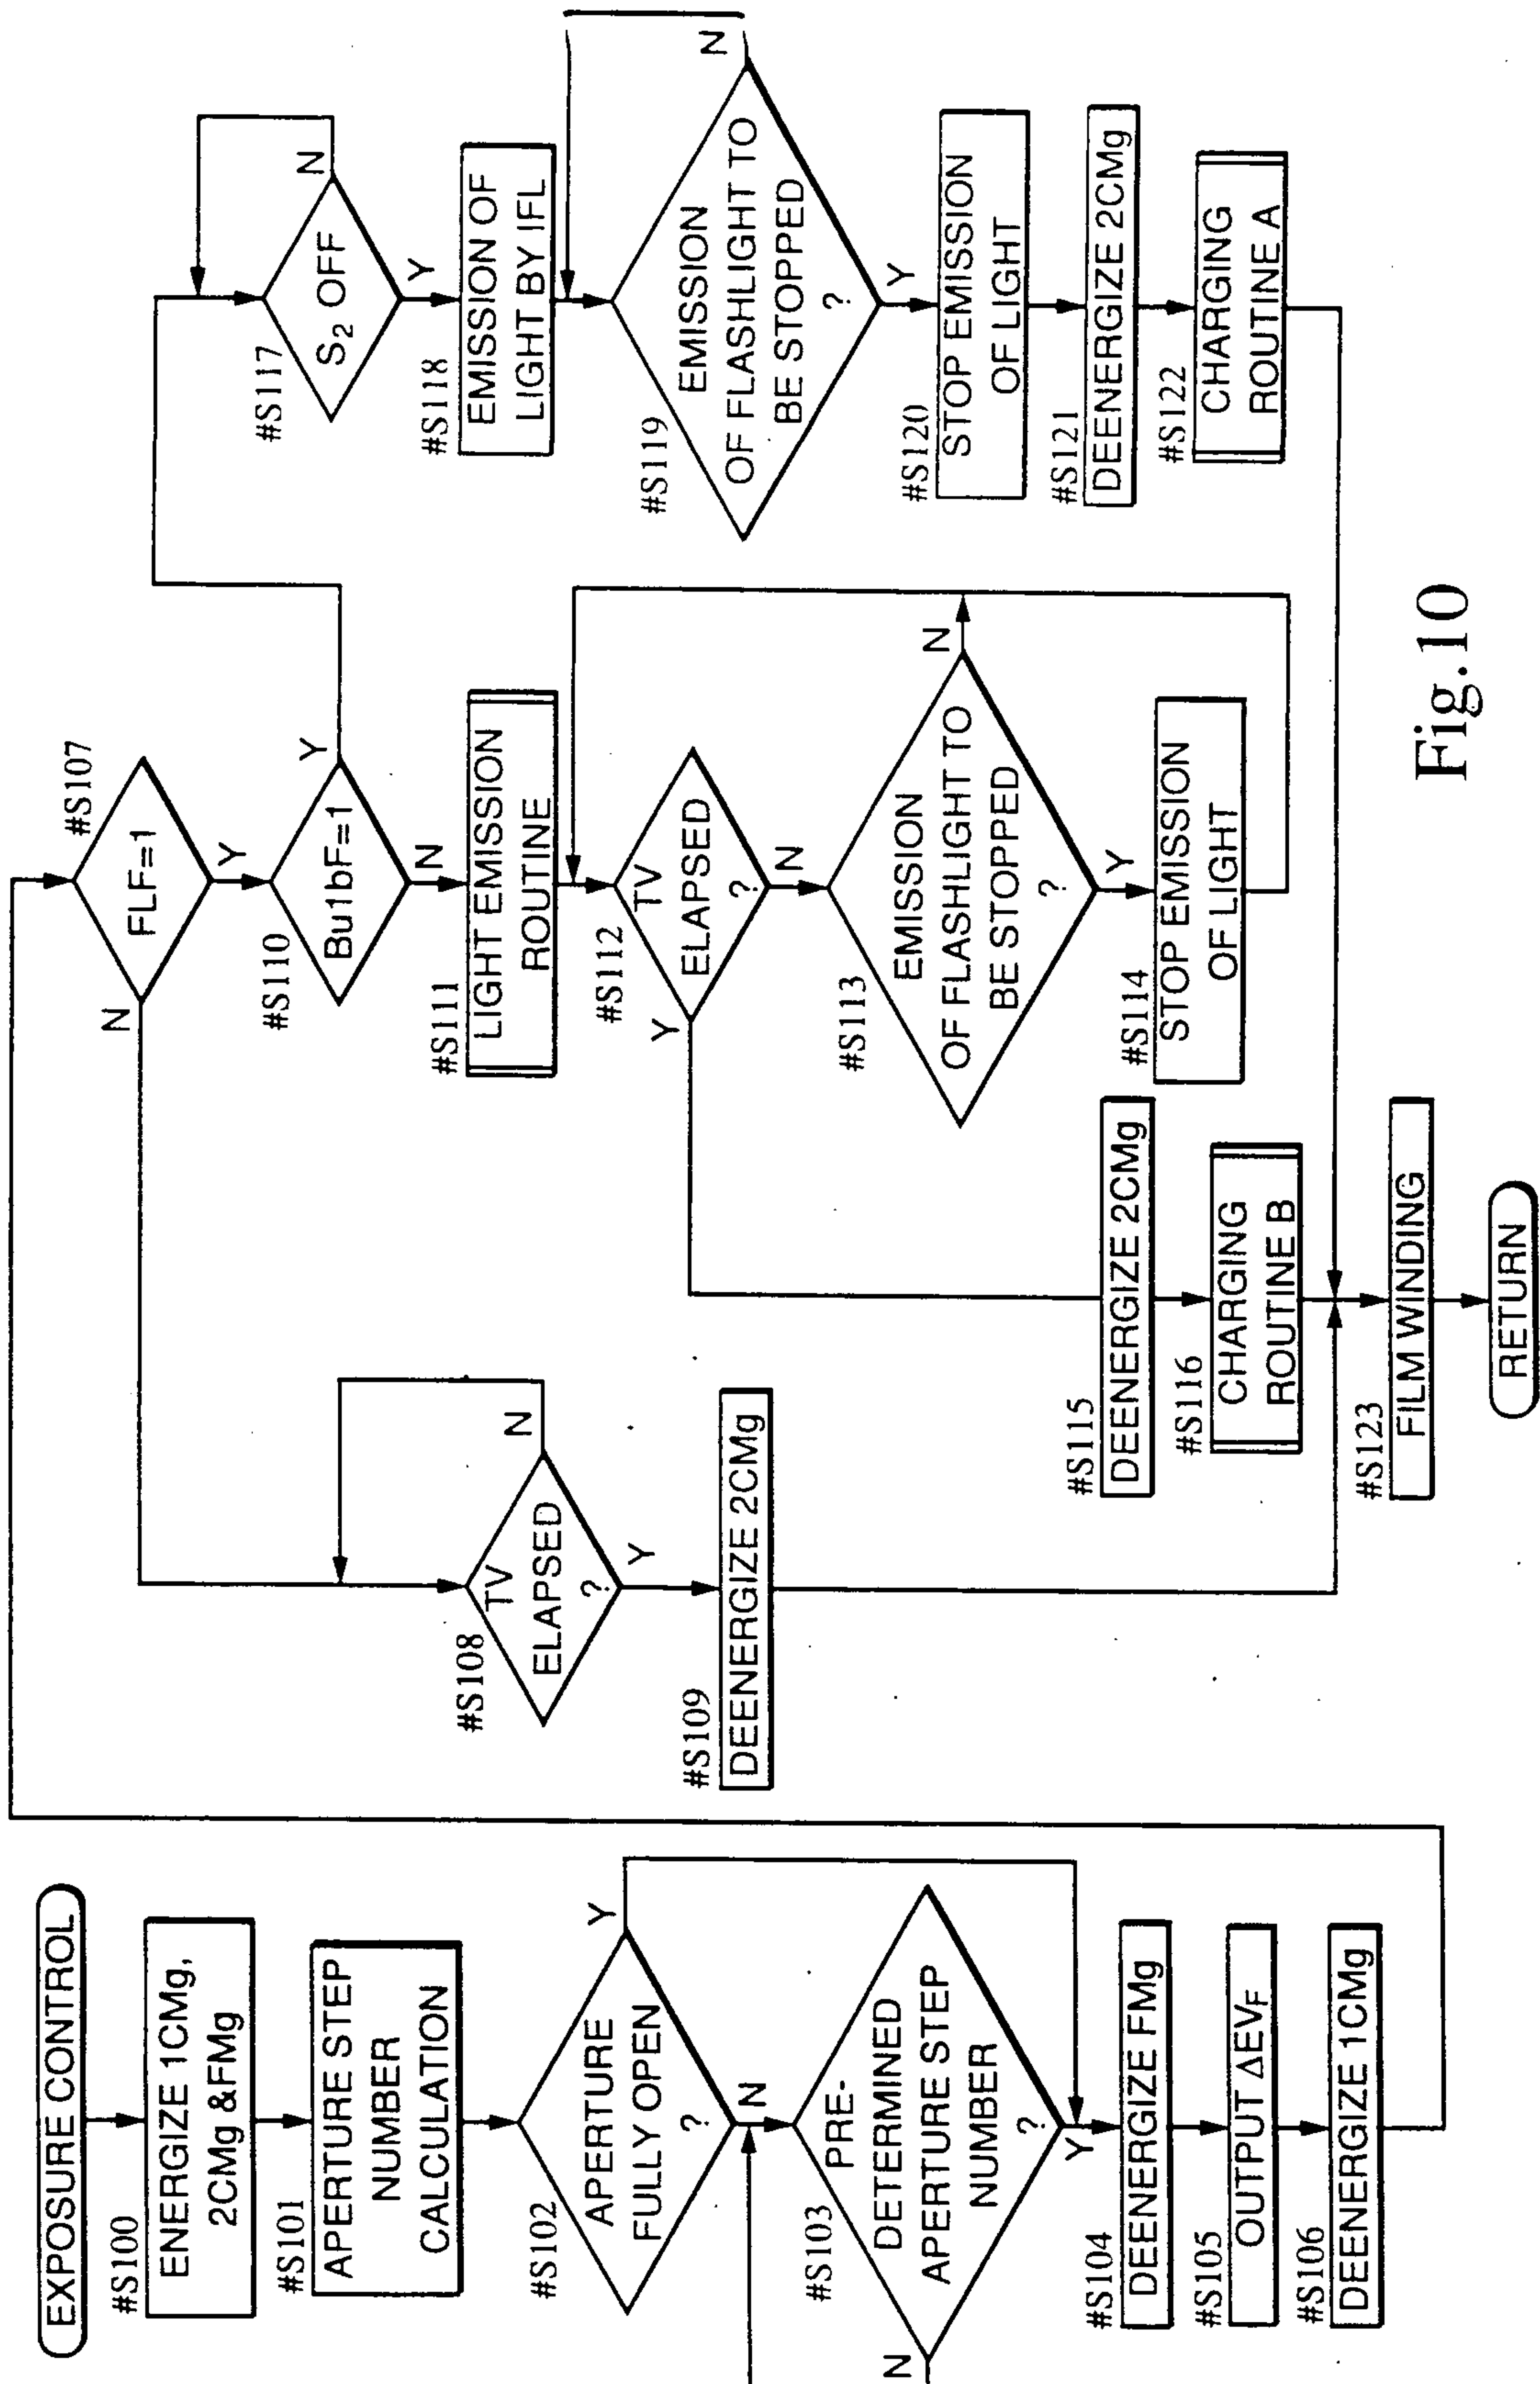 EXPOSURE CONTROL
#S100
ENERGIZE 1CMg,
2CMg &FMg
#S101
APERTURE STEP
NUMBER
CALCULATION
#S102
APERTURE
FULLY OPEN
?
Y
N
#S103
PRE-
DETERMINED
APERTURE STEP
NUMBER
?
N
Y
#S104
DEENERGIZE FMg
#S105
OUTPUT ΔEVF
#S106
DEENERGIZE 1CMg
#S107
FLF=1
N
Y
#S108
TV
ELAPSED
?
N
Y
#S109
DEENERGIZE 2CMg
#S110
Bu1bF=1
Y
N
#S111
LIGHT EMISSION
ROUTINE
#S112
TV
ELAPSED
?
Y
N
#S113
EMISSION
OF FLASHLIGHT TO
BE STOPPED
?
N
Y
#S114
STOP EMISSION
OF LIGHT
#S115
DEENERGIZE 2CMg
#S116
CHARGING
ROUTINE B
#S117
S2 OFF
N
Y
#S118
EMISSION OF
LIGHT BY IFL
#S119
EMISSION
OF FLASHLIGHT TO
BE STOPPED
?
N
Y
#S120
STOP EMISSION
OF LIGHT
#S121
DEENERGIZE 2CMg
#S122
CHARGING
ROUTINE A
#S123
FILM WINDING
RETURN
Fig.10